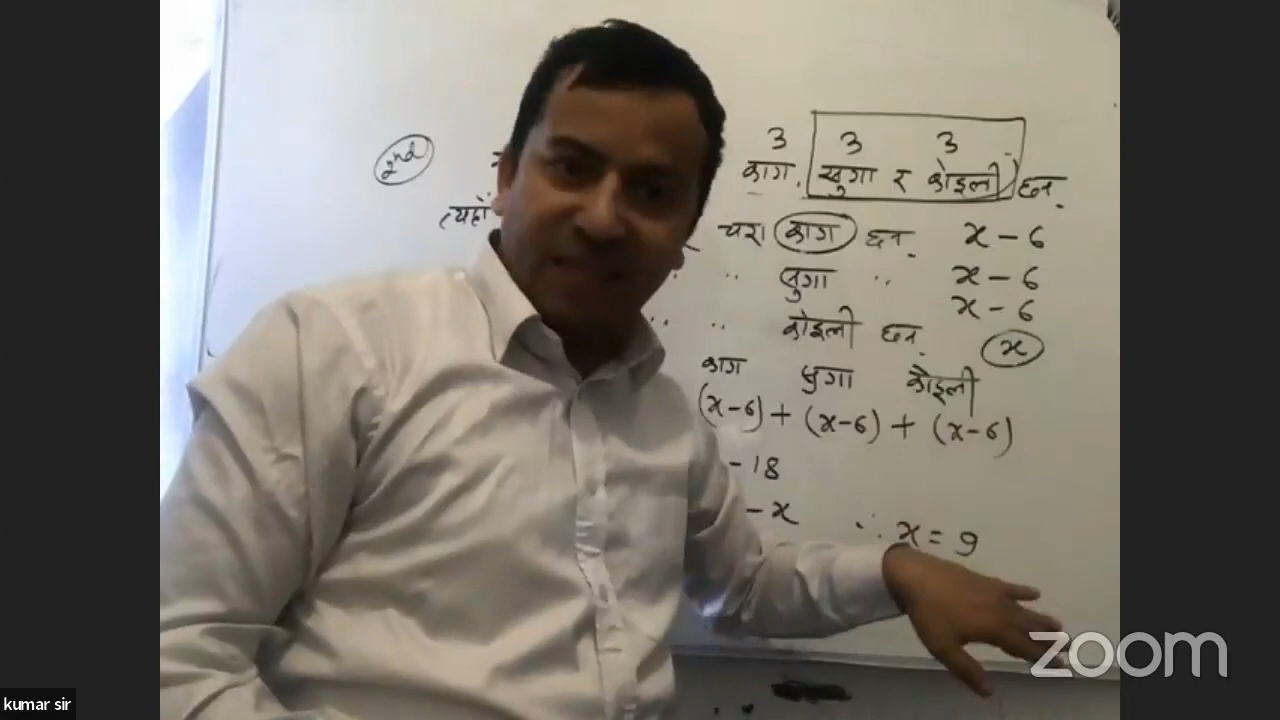 3 3 3
2nd काग, सुगा र कोइली छन्.
त्यहाँ चरा काग छन्. x-6
.. सुगा .. x-6
x-6
.. .. कोइली छन्. x
काग सुगा कोइली
(x-6) + (x-6) + (x-6)
-18
-x ∴ x = 9
zoom
kumar sir